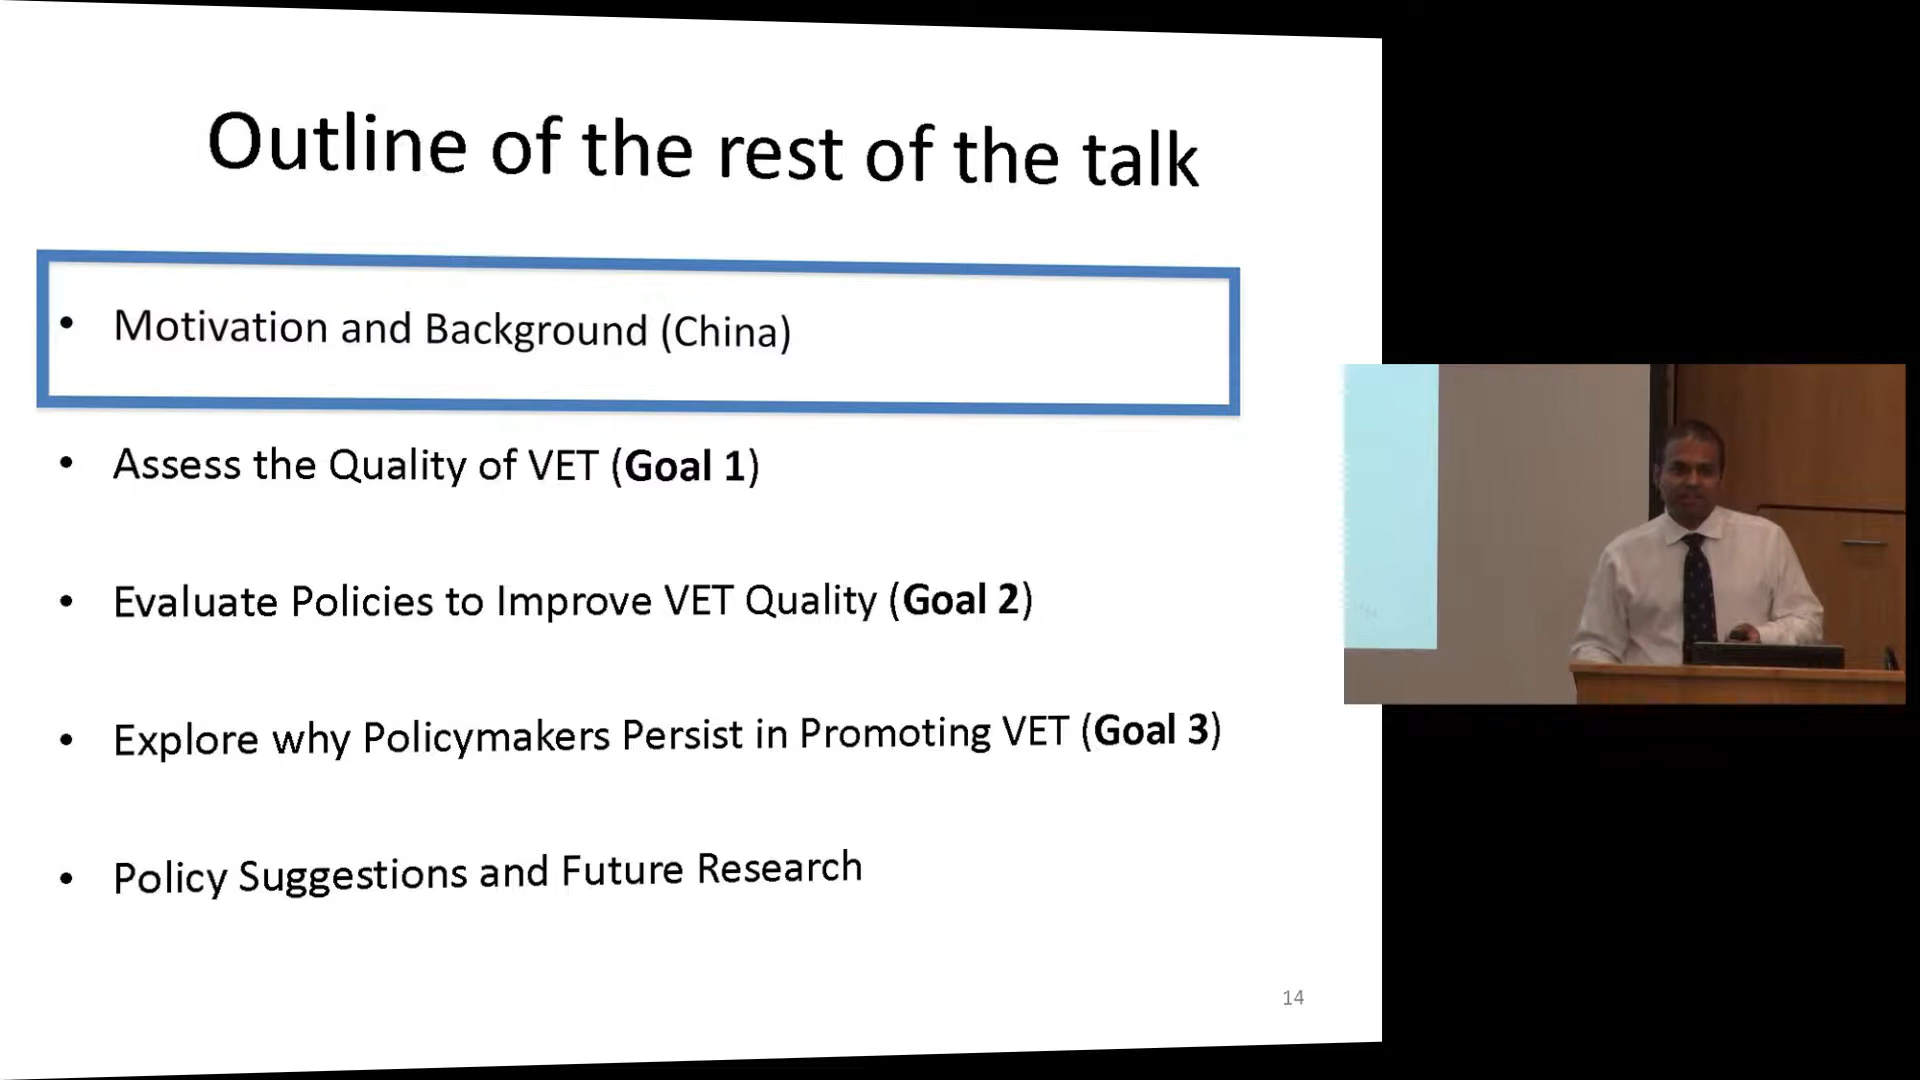 Outline of the rest of the talk
• Motivation and Background (China)
• Assess the Quality of VET (Goal 1)
• Evaluate Policies to Improve VET Quality (Goal 2)
• Explore why Policymakers Persist in Promoting VET (Goal 3)
• Policy Suggestions and Future Research
14